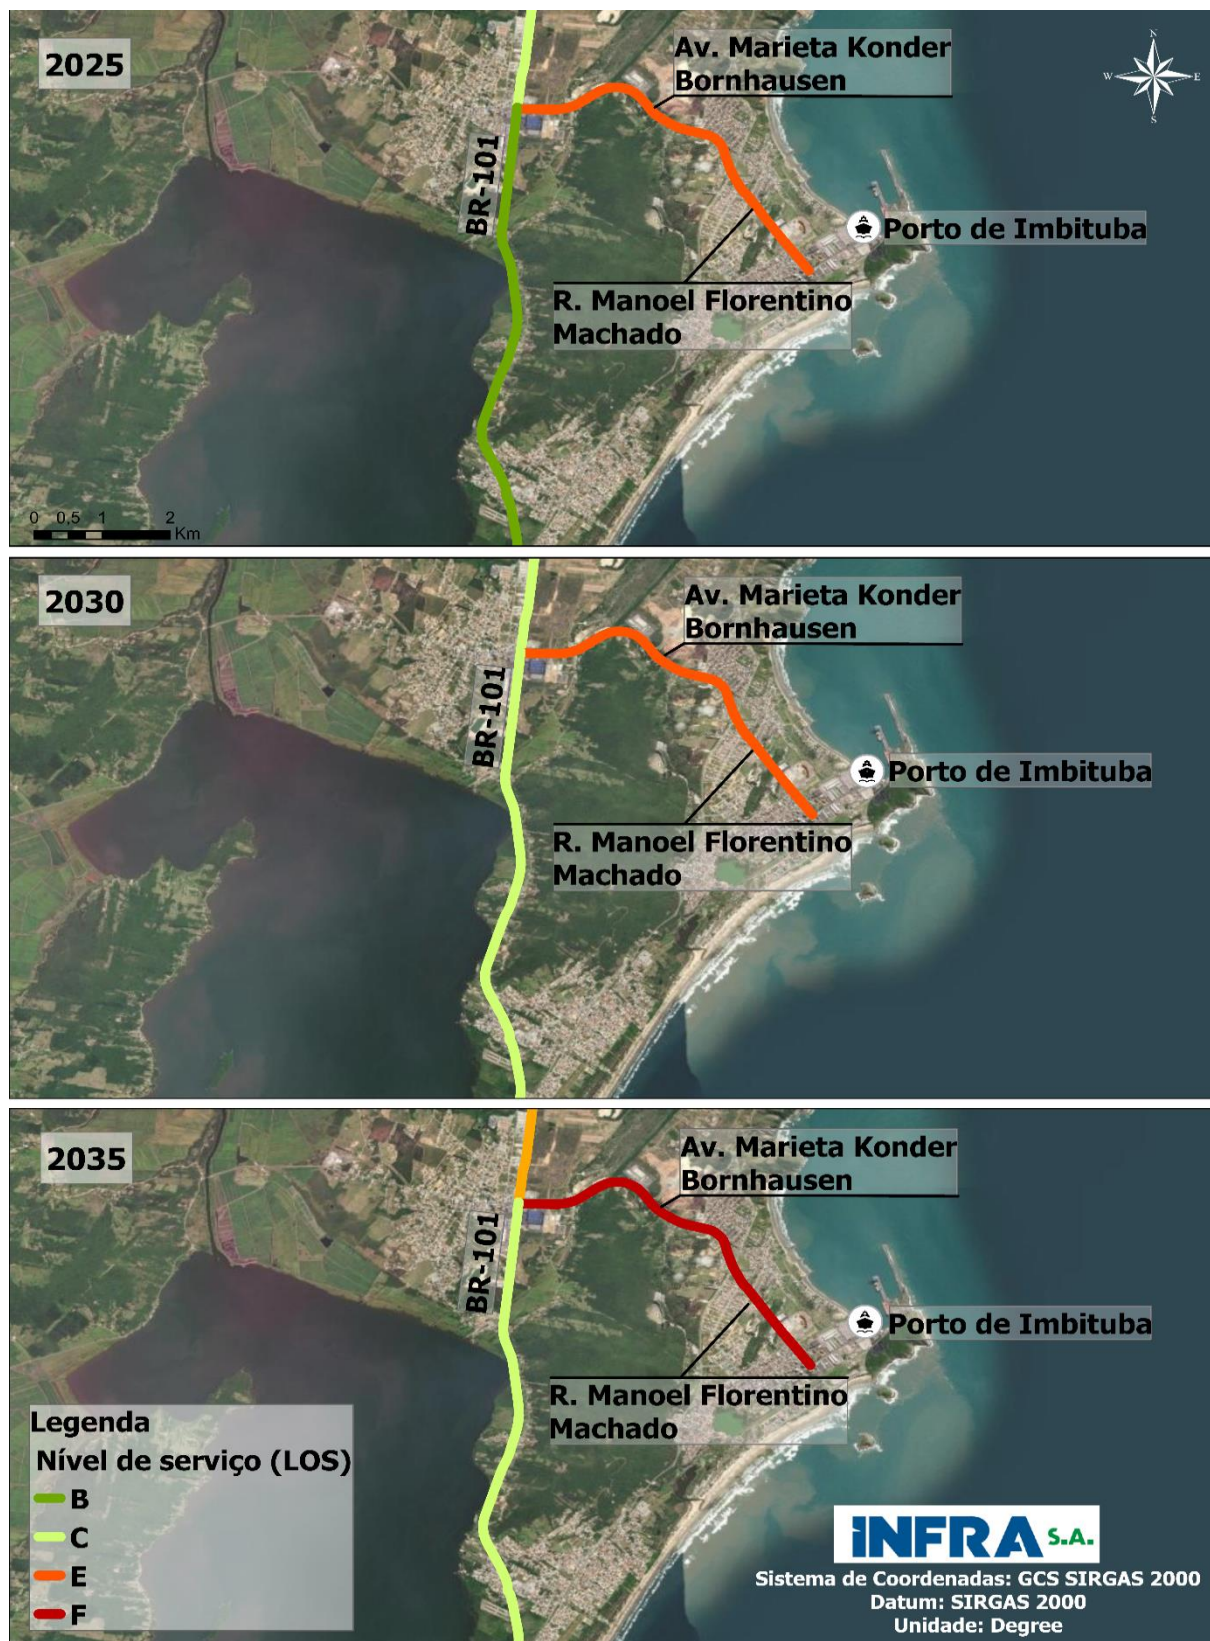 2025
Av. Marieta Konder
Bornhausen
N
W
E
S
BR-101
Porto de Imbituba
R. Manoel Florentino
Machado
0 0,5 1 2
Km
2030
Av. Marieta Konder
Bornhausen
BR-101
Porto de Imbituba
R. Manoel Florentino
Machado
2035
Av. Marieta Konder
Bornhausen
BR-101
Porto de Imbituba
R. Manoel Florentino
Machado
Legenda
Nível de serviço (LOS)
B
C
E
F
INFRA S.A.
Sistema de Coordenadas: GCS SIRGAS 2000
Datum: SIRGAS 2000
Unidade: Degree